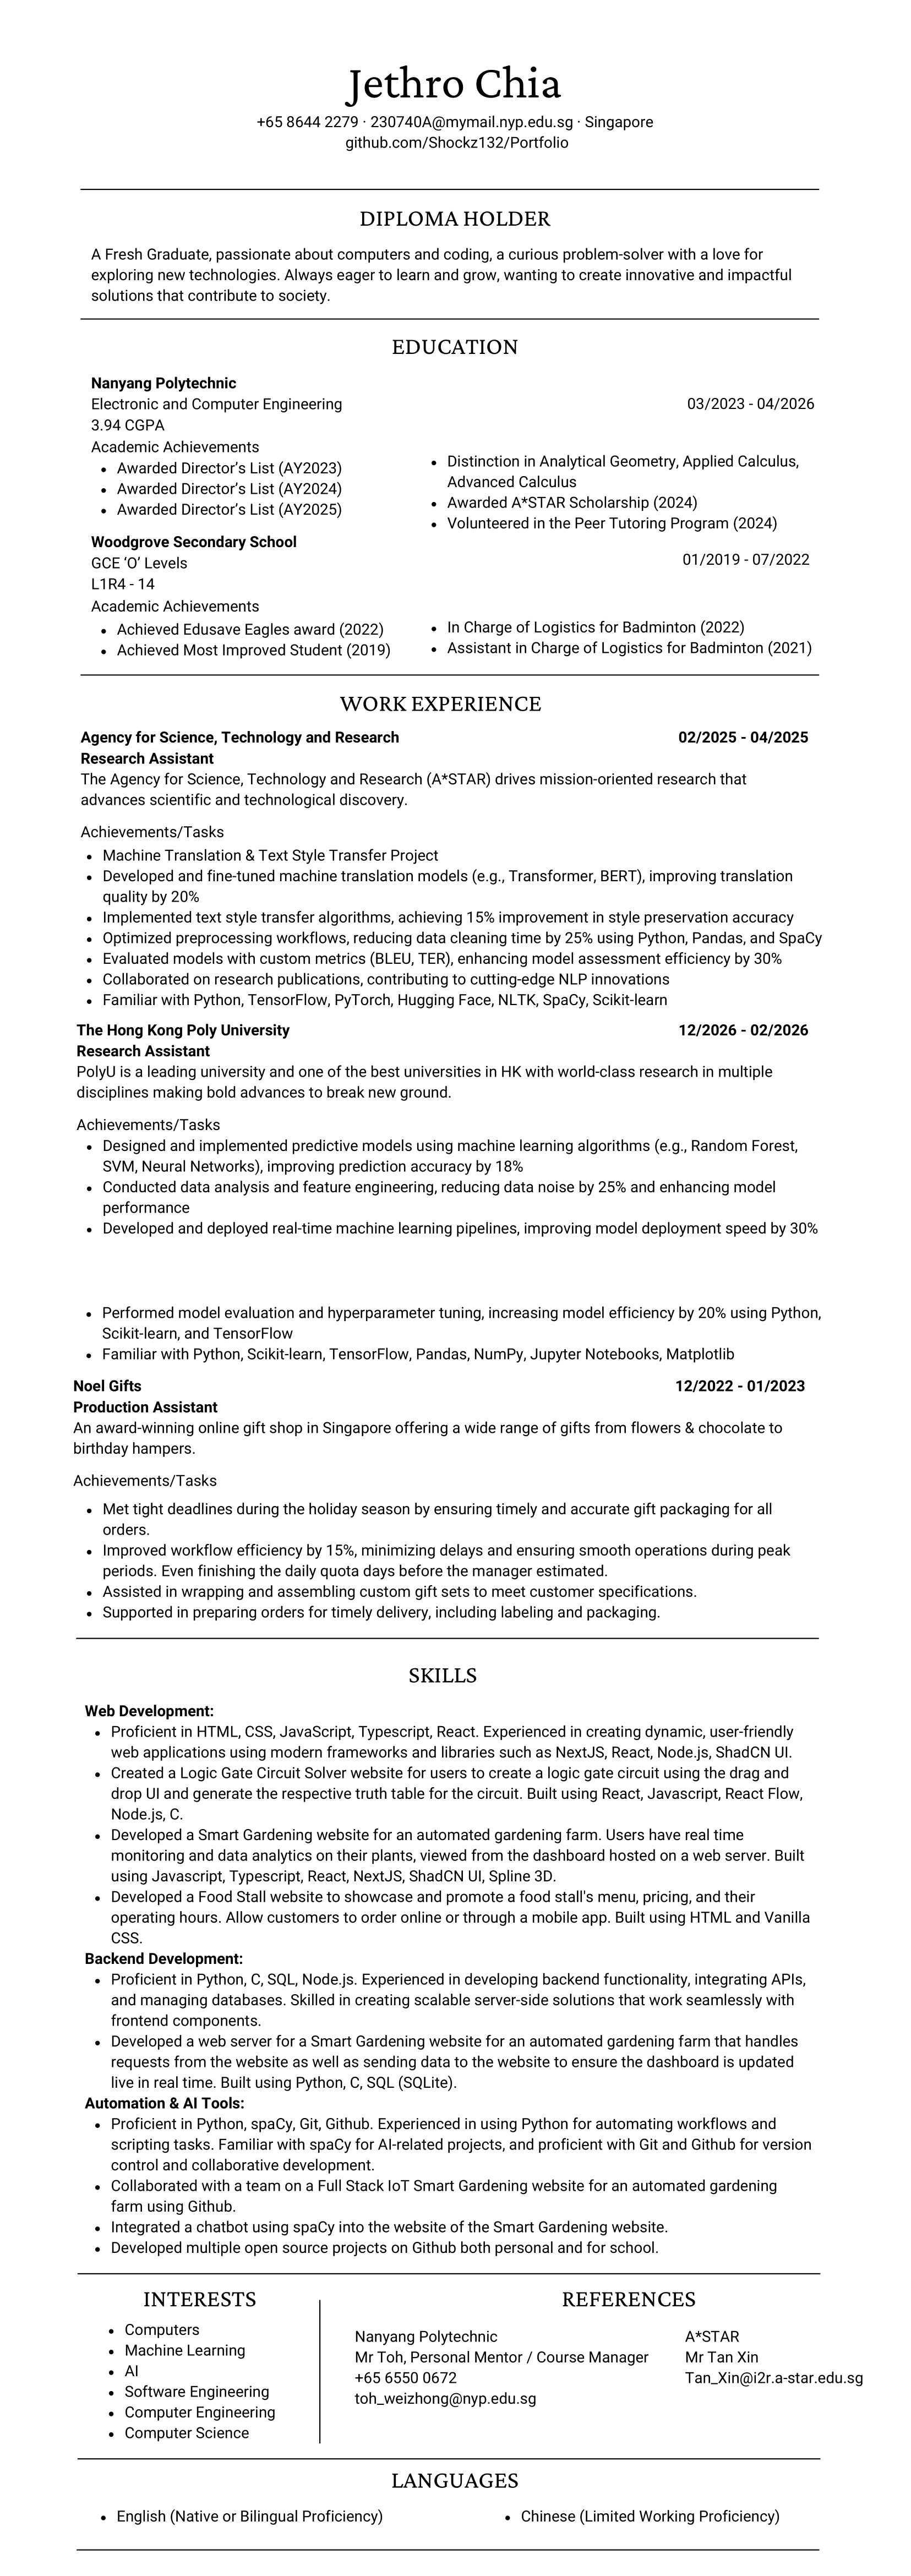 Jethro Chia
+65 8644 2279 · 230740A@mymail.nyp.edu.sg · Singapore
github.com/Shockz132/Portfolio
DIPLOMA HOLDER
A Fresh Graduate, passionate about computers and coding, a curious problem-solver with a love for
exploring new technologies. Always eager to learn and grow, wanting to create innovative and impactful
solutions that contribute to society.
EDUCATION
Nanyang Polytechnic
Electronic and Computer Engineering
03/2023 - 04/2026
3.94 CGPA
Academic Achievements
• Awarded Director’s List (AY2023)
• Awarded Director’s List (AY2024)
• Awarded Director’s List (AY2025)
• Distinction in Analytical Geometry, Applied Calculus,
Advanced Calculus
• Awarded A*STAR Scholarship (2024)
• Volunteered in the Peer Tutoring Program (2024)
Woodgrove Secondary School
GCE ‘O’ Levels
01/2019 - 07/2022
L1R4 - 14
Academic Achievements
• Achieved Edusave Eagles award (2022)
• Achieved Most Improved Student (2019)
• In Charge of Logistics for Badminton (2022)
• Assistant in Charge of Logistics for Badminton (2021)
WORK EXPERIENCE
Agency for Science, Technology and Research
02/2025 - 04/2025
Research Assistant
The Agency for Science, Technology and Research (A*STAR) drives mission-oriented research that
advances scientific and technological discovery.
Achievements/Tasks
• Machine Translation & Text Style Transfer Project
• Developed and fine-tuned machine translation models (e.g., Transformer, BERT), improving translation
quality by 20%
• Implemented text style transfer algorithms, achieving 15% improvement in style preservation accuracy
• Optimized preprocessing workflows, reducing data cleaning time by 25% using Python, Pandas, and SpaCy
• Evaluated models with custom metrics (BLEU, TER), enhancing model assessment efficiency by 30%
• Collaborated on research publications, contributing to cutting-edge NLP innovations
• Familiar with Python, TensorFlow, PyTorch, Hugging Face, NLTK, SpaCy, Scikit-learn
The Hong Kong Poly University
12/2026 - 02/2026
Research Assistant
PolyU is a leading university and one of the best universities in HK with world-class research in multiple
disciplines making bold advances to break new ground.
Achievements/Tasks
• Designed and implemented predictive models using machine learning algorithms (e.g., Random Forest,
SVM, Neural Networks), improving prediction accuracy by 18%
• Conducted data analysis and feature engineering, reducing data noise by 25% and enhancing model
performance
• Developed and deployed real-time machine learning pipelines, improving model deployment speed by 30%
• Performed model evaluation and hyperparameter tuning, increasing model efficiency by 20% using Python,
Scikit-learn, and TensorFlow
• Familiar with Python, Scikit-learn, TensorFlow, Pandas, NumPy, Jupyter Notebooks, Matplotlib
Noel Gifts
12/2022 - 01/2023
Production Assistant
An award-winning online gift shop in Singapore offering a wide range of gifts from flowers & chocolate to
birthday hampers.
Achievements/Tasks
• Met tight deadlines during the holiday season by ensuring timely and accurate gift packaging for all
orders.
• Improved workflow efficiency by 15%, minimizing delays and ensuring smooth operations during peak
periods. Even finishing the daily quota days before the manager estimated.
• Assisted in wrapping and assembling custom gift sets to meet customer specifications.
• Supported in preparing orders for timely delivery, including labeling and packaging.
SKILLS
Web Development:
• Proficient in HTML, CSS, JavaScript, Typescript, React. Experienced in creating dynamic, user-friendly
web applications using modern frameworks and libraries such as NextJS, React, Node.js, ShadCN UI.
• Created a Logic Gate Circuit Solver website for users to create a logic gate circuit using the drag and
drop UI and generate the respective truth table for the circuit. Built using React, Javascript, React Flow,
Node.js, C.
• Developed a Smart Gardening website for an automated gardening farm. Users have real time
monitoring and data analytics on their plants, viewed from the dashboard hosted on a web server. Built
using Javascript, Typescript, React, NextJS, ShadCN UI, Spline 3D.
• Developed a Food Stall website to showcase and promote a food stall's menu, pricing, and their
operating hours. Allow customers to order online or through a mobile app. Built using HTML and Vanilla
CSS.
Backend Development:
• Proficient in Python, C, SQL, Node.js. Experienced in developing backend functionality, integrating APIs,
and managing databases. Skilled in creating scalable server-side solutions that work seamlessly with
frontend components.
• Developed a web server for a Smart Gardening website for an automated gardening farm that handles
requests from the website as well as sending data to the website to ensure the dashboard is updated
live in real time. Built using Python, C, SQL (SQLite).
Automation & AI Tools:
• Proficient in Python, spaCy, Git, Github. Experienced in using Python for automating workflows and
scripting tasks. Familiar with spaCy for AI-related projects, and proficient with Git and Github for version
control and collaborative development.
• Collaborated with a team on a Full Stack IoT Smart Gardening website for an automated gardening
farm using Github.
• Integrated a chatbot using spaCy into the website of the Smart Gardening website.
• Developed multiple open source projects on Github both personal and for school.
INTERESTS
• Computers
• Machine Learning
• AI
• Software Engineering
• Computer Engineering
• Computer Science
REFERENCES
Nanyang Polytechnic
Mr Toh, Personal Mentor / Course Manager
+65 6550 0672
toh_weizhong@nyp.edu.sg
A*STAR
Mr Tan Xin
Tan_Xin@i2r.a-star.edu.sg
LANGUAGES
• English (Native or Bilingual Proficiency)
• Chinese (Limited Working Proficiency)